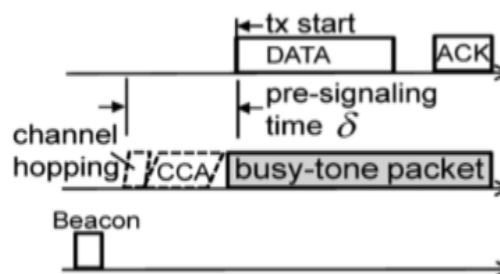 tx start
DATA
ACK
pre-signaling
time δ
channel
hopping
CCA
busy-tone packet
Beacon